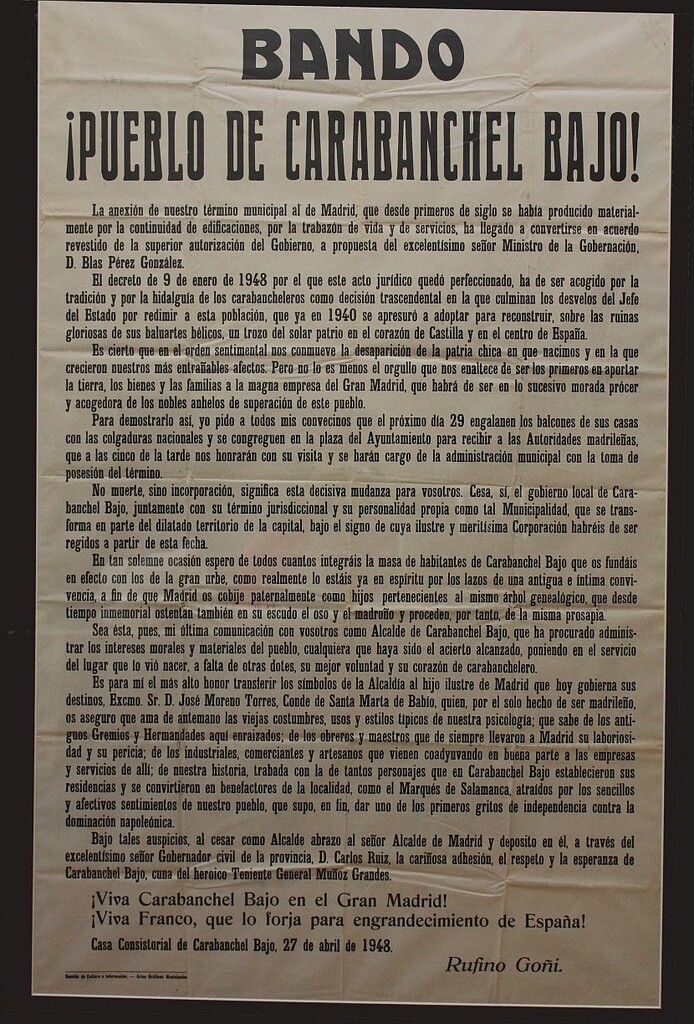 BANDO
¡PUEBLO DE CARABANCHEL BAJO!
La anexión de nuestro término municipal al de Madrid, que desde primeros de siglo se había producido material-
mente por la continuidad de edificaciones, por la trabazón de vida y de servicios, ha llegado a convertirse en acuerdo
revestido de la superior autorización del Gobierno, a propuesta del excelentísimo señor Ministro de la Gobernación,
D. Blas Pérez González.
El decreto de 9 de enero de 1948 por el que este acto jurídico quedó perfeccionado, ha de ser acogido por la
tradición y por la hidalguía de los carabancheleros como decisión trascendental en la que culminan los desvelos del Jefe
del Estado por redimir a esta población, que ya en 1940 se apresuró a adoptar para reconstruir, sobre las ruinas
gloriosas de sus baluartes bélicos, un trozo del solar patrio en el corazón de Castilla y en el centro de España.
Es cierto que en el orden sentimental nos conmueve la desaparición de la patria chica en que nacimos y en la que
crecieron nuestros más entrañables afectos. Pero no lo es menos el orgullo que nos enaltece de ser los primeros en aportar
la tierra, los bienes y las familias a la magna empresa del Gran Madrid, que habrá de ser en lo sucesivo morada prócer
y acogedora de los nobles anhelos de superación de este pueblo.
Para demostrarlo así, yo pido a todos mis convecinos que el próximo día 29 engalanen los balcones de sus casas
con las colgaduras nacionales y se congreguen en la plaza del Ayuntamiento para recibir a las Autoridades madrileñas,
que a las cinco de la tarde nos honrarán con su visita y se harán cargo de la administración municipal con la toma de
posesión del término.
No muerte, sino incorporación, significa esta decisiva mudanza para vosotros. Cesa, sí, el gobierno local de Cara-
banchel Bajo, juntamente con su término jurisdiccional y su personalidad propia como tal Municipalidad, que se trans-
forma en parte del dilatado territorio de la capital, bajo el signo de cuya ilustre y meritísima Corporación habréis de ser
regidos a partir de esta fecha.
En tan solemne ocasión espero de todos cuantos integráis la masa de habitantes de Carabanchel Bajo que os fundáis
en efecto con los de la gran urbe, como realmente lo estáis ya en espíritu por los lazos de una antigua e íntima convi-
vencia, a fin de que Madrid os cobije paternalmente como hijos pertenecientes al mismo árbol genealógico, que desde
tiempo inmemorial ostentan también en su escudo el oso y el madroño y proceden, por tanto, de la misma prosapia.
Sea ésta, pues, mi última comunicación con vosotros como Alcalde de Carabanchel Bajo, que ha procurado adminis-
trar los intereses morales y materiales del pueblo, cualquiera que haya sido el acierto alcanzado, poniendo en el servicio
del lugar que lo vió nacer, a falta de otras dotes, su mejor voluntad y su corazón de carabanchelero.
Es para mí el más alto honor transferir los símbolos de la Alcaldía al hijo ilustre de Madrid que hoy gobierna sus
destinos, Excmo. Sr. D. José Moreno Torres, Conde de Santa Marta de Babío, quien, por el solo hecho de ser madrileño,
os aseguro que ama de antemano las viejas costumbres, usos y estilos típicos de nuestra psicología; que sabe de los anti-
guos Gremios y Hermandades aquí enraizados; de los obreros y maestros que de siempre llevaron a Madrid su laboriosi-
dad y su pericia; de los industriales, comerciantes y artesanos que vienen coadyuvando en buena parte a las empresas
y servicios de allí; de nuestra historia, trabada con la de tantos personajes que en Carabanchel Bajo establecieron sus
residencias y se convirtieron en benefactores de la localidad, como el Marqués de Salamanca, atraídos por los sencillos
y afectivos sentimientos de nuestro pueblo, que supo, en fin, dar uno de los primeros gritos de independencia contra la
dominación napoleónica.
Bajo tales auspicios, al cesar como Alcalde abrazo al señor Alcalde de Madrid y deposito en él, a través del
excelentísimo señor Gobernador civil de la provincia, D. Carlos Ruiz, la cariñosa adhesión, el respeto y la esperanza de
Carabanchel Bajo, cuna del heroico Teniente General Muñoz Grandes.
¡Viva Carabanchel Bajo en el Gran Madrid!
¡Viva Franco, que lo forja para engrandecimiento de España!
Casa Consistorial de Carabanchel Bajo, 27 de abril de 1948.
Rufino Goñi.
Sección de Cultura e Información. — Artes Gráficas Municipales